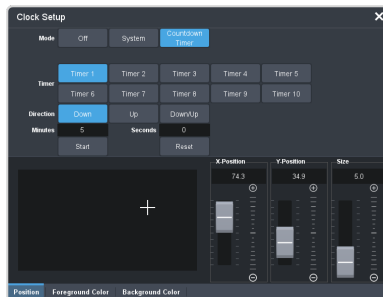 Clock Setup
Mode Off System Countdown Timer
Timer Timer 1 Timer 2 Timer 3 Timer 4 Timer 5
Timer 6 Timer 7 Timer 8 Timer 9 Timer 10
Direction Down Up Down/Up
Minutes 5 Seconds 0
Start Reset
X-Position Y-Position Size
74.3 34.9 5.0
Position Foreground Color Background Color